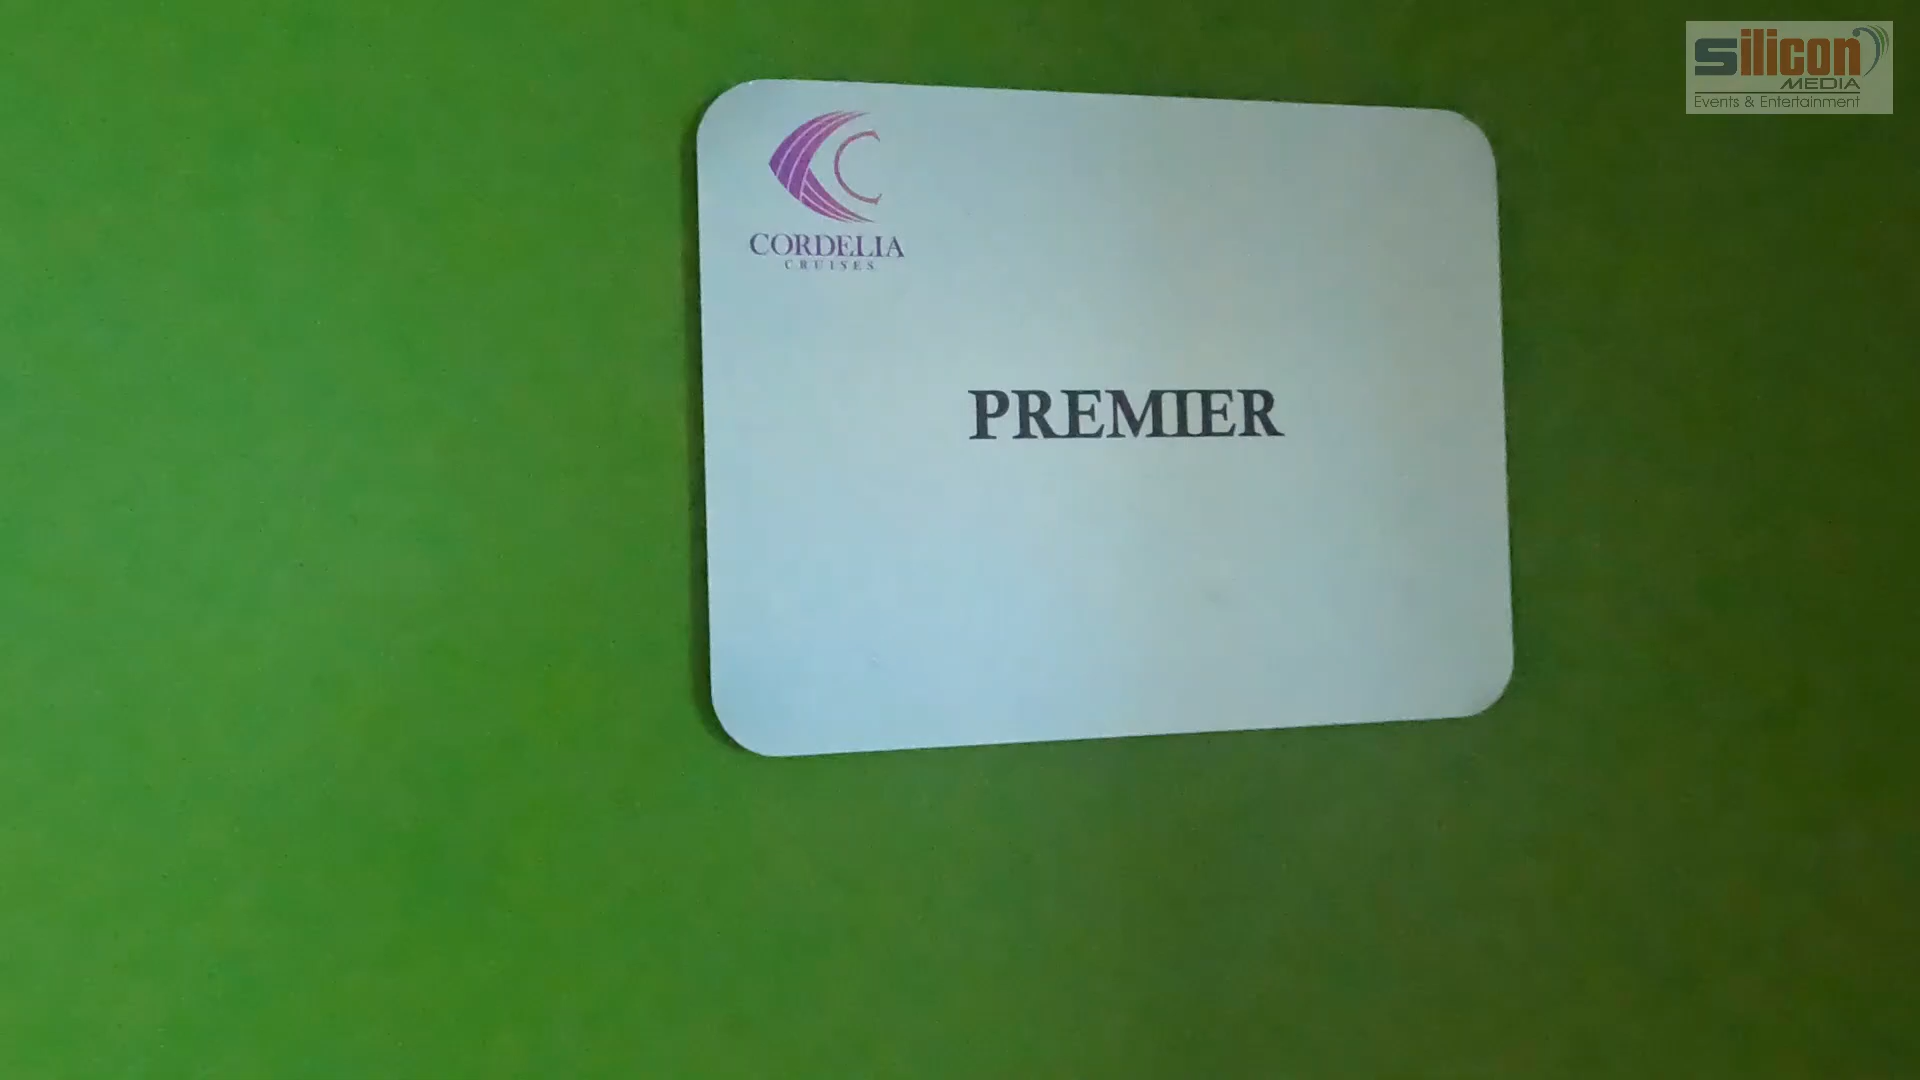 CORDELIA
CRUISES
PREMIER
Silicon
MEDIA
Events & Entertainment